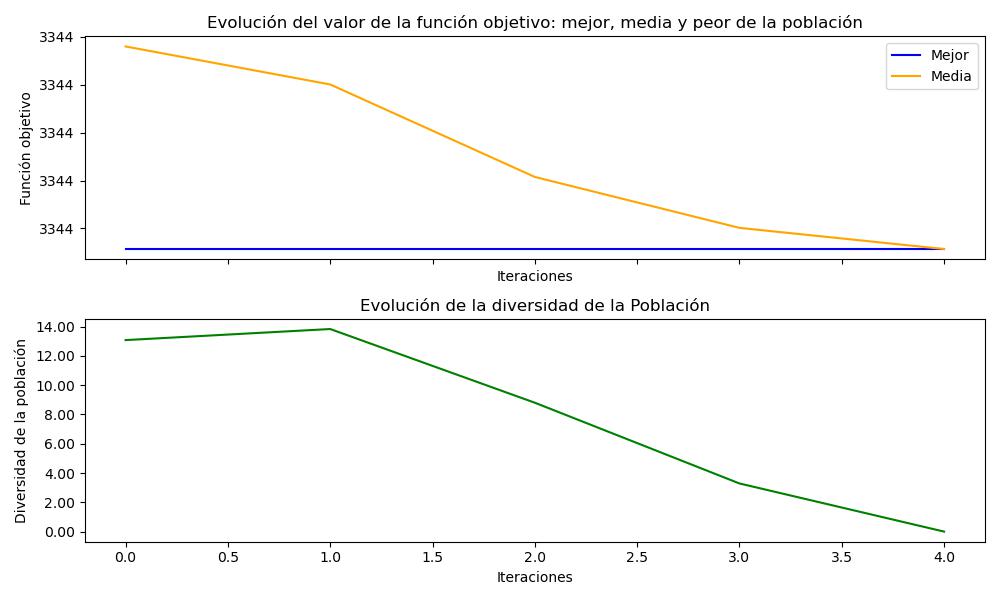 Evolución del valor de la función objetivo: mejor, media y peor de la población
3344
3344
3344
3344
3344
Función objetivo
Mejor
Media
Iteraciones
Evolución de la diversidad de la Población
14.00
12.00
10.00
8.00
6.00
4.00
2.00
0.00
Diversidad de la población
0.0 0.5 1.0 1.5 2.0 2.5 3.0 3.5 4.0
Iteraciones